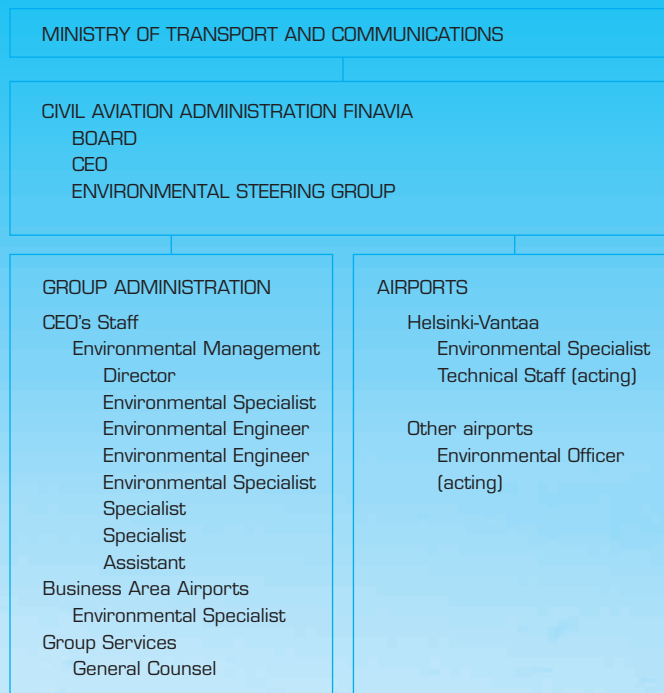 MINISTRY OF TRANSPORT AND COMMUNICATIONS
CIVIL AVIATION ADMINISTRATION FINAVIA
BOARD
CEO
ENVIRONMENTAL STEERING GROUP
GROUP ADMINISTRATION
CEO's Staff
Environmental Management
Director
Environmental Specialist
Environmental Engineer
Environmental Engineer
Environmental Specialist
Specialist
Specialist
Assistant
Business Area Airports
Environmental Specialist
Group Services
General Counsel
AIRPORTS
Helsinki-Vantaa
Environmental Specialist
Technical Staff (acting)
Other airports
Environmental Officer
(acting)